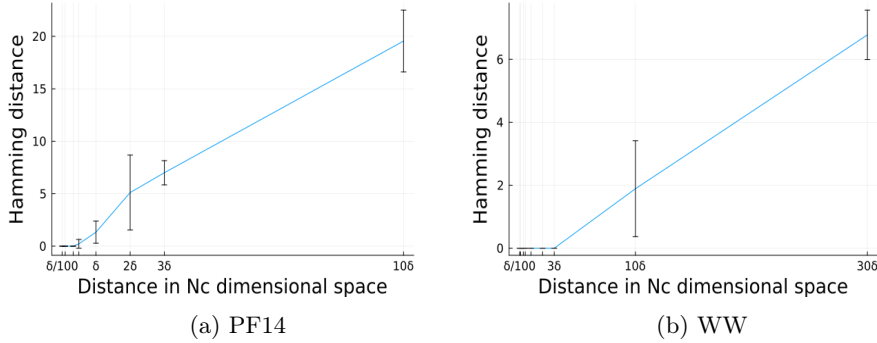 20
15
10
5
0
Hamming distance
δ/100 δ 2δ 3δ 10δ
Distance in Nc dimensional space
(a) PF14
6
4
2
0
Hamming distance
δ/100 3δ 10δ 30δ
Distance in Nc dimensional space
(b) WW